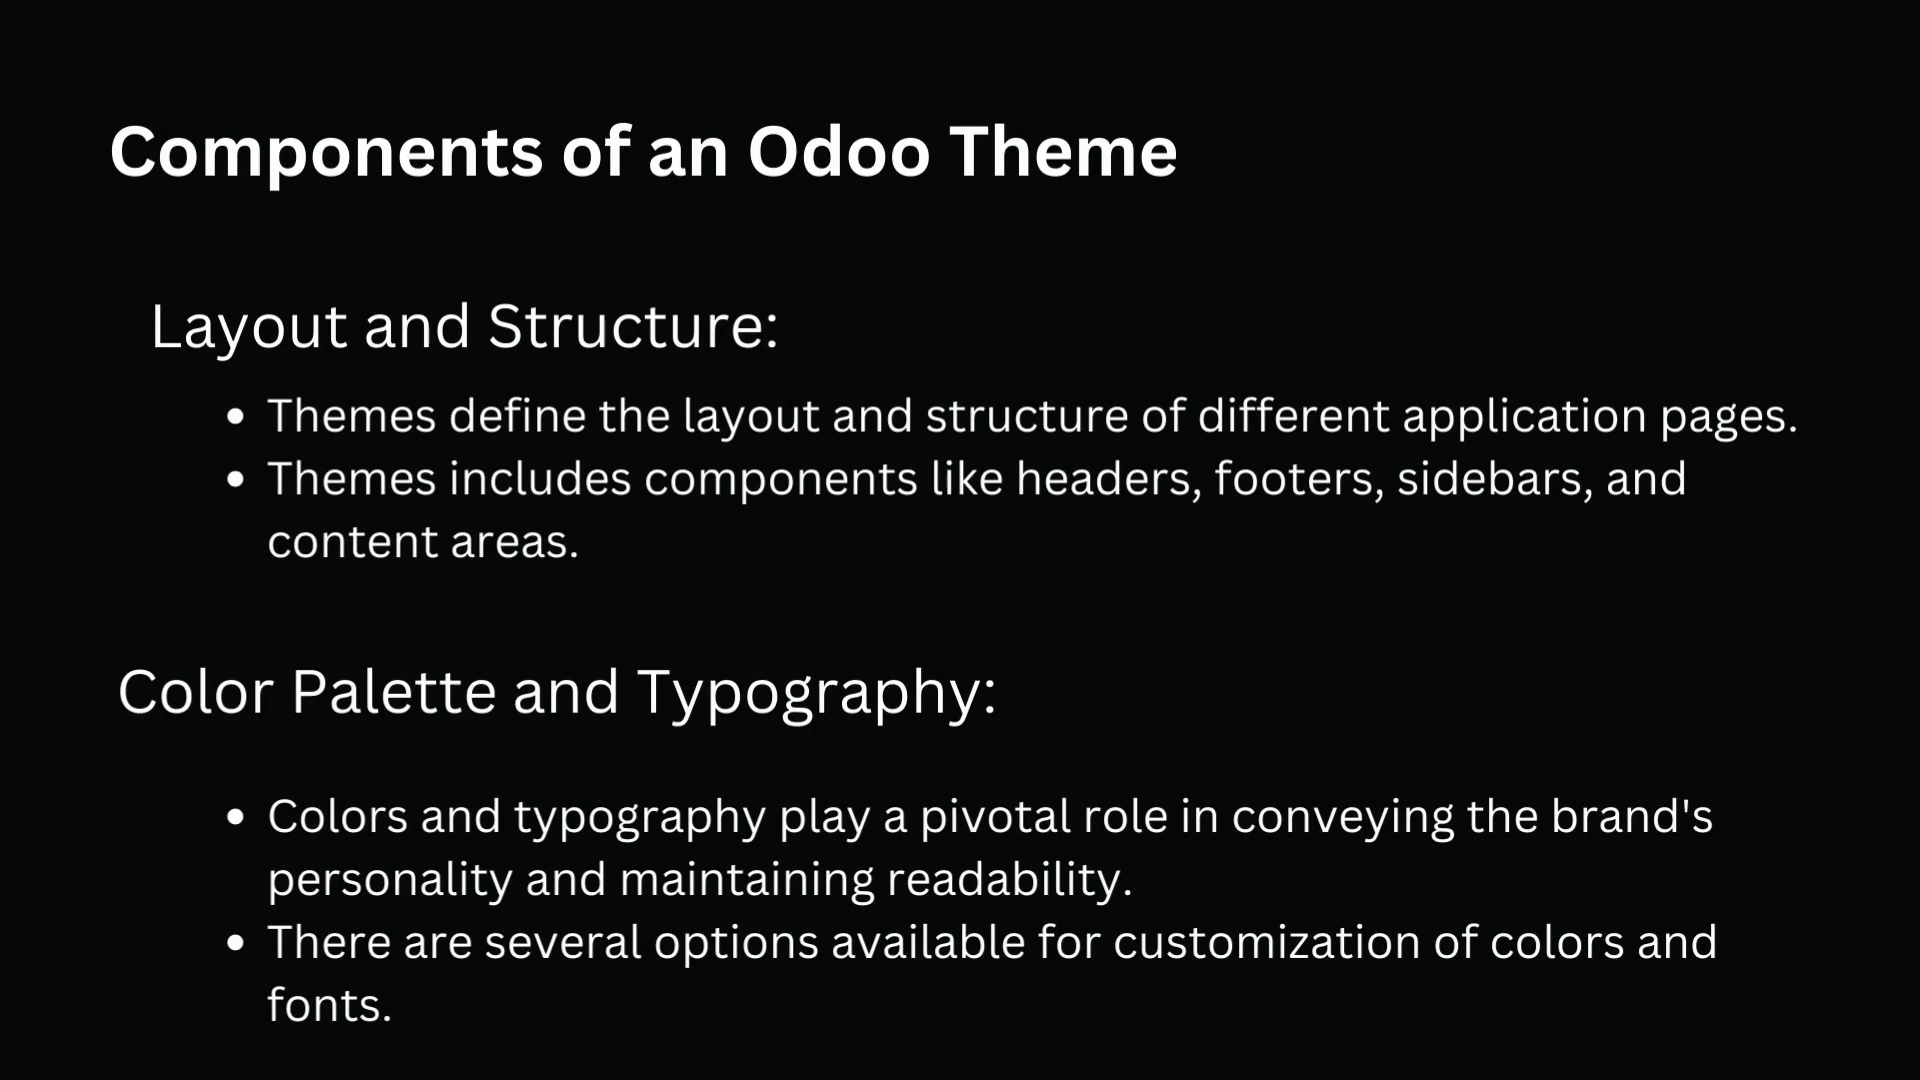 Components of an Odoo Theme
Layout and Structure:
• Themes define the layout and structure of different application pages.
• Themes includes components like headers, footers, sidebars, and
content areas.
Color Palette and Typography:
• Colors and typography play a pivotal role in conveying the brand's
personality and maintaining readability.
• There are several options available for customization of colors and
fonts.